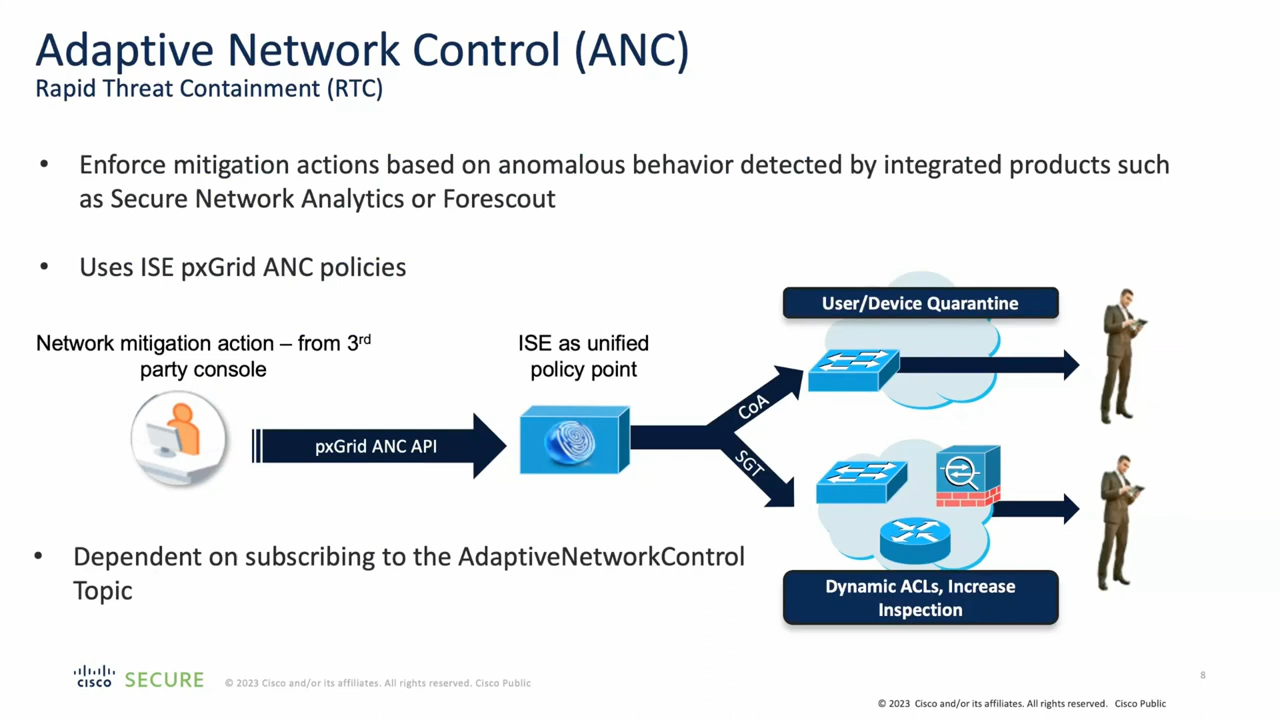 Adaptive Network Control (ANC)
Rapid Threat Containment (RTC)
• Enforce mitigation actions based on anomalous behavior detected by integrated products such
as Secure Network Analytics or Forescout
• Uses ISE pxGrid ANC policies
Network mitigation action – from 3rd
party console
pxGrid ANC API
ISE as unified
policy point
CoA
SGT
User/Device Quarantine
Dynamic ACLs, Increase
Inspection
• Dependent on subscribing to the AdaptiveNetworkControl
Topic
CISCO SECURE
© 2023 Cisco and/or its affiliates. All rights reserved. Cisco Public
8
© 2023 Cisco and/or its affiliates. All rights reserved. Cisco Public